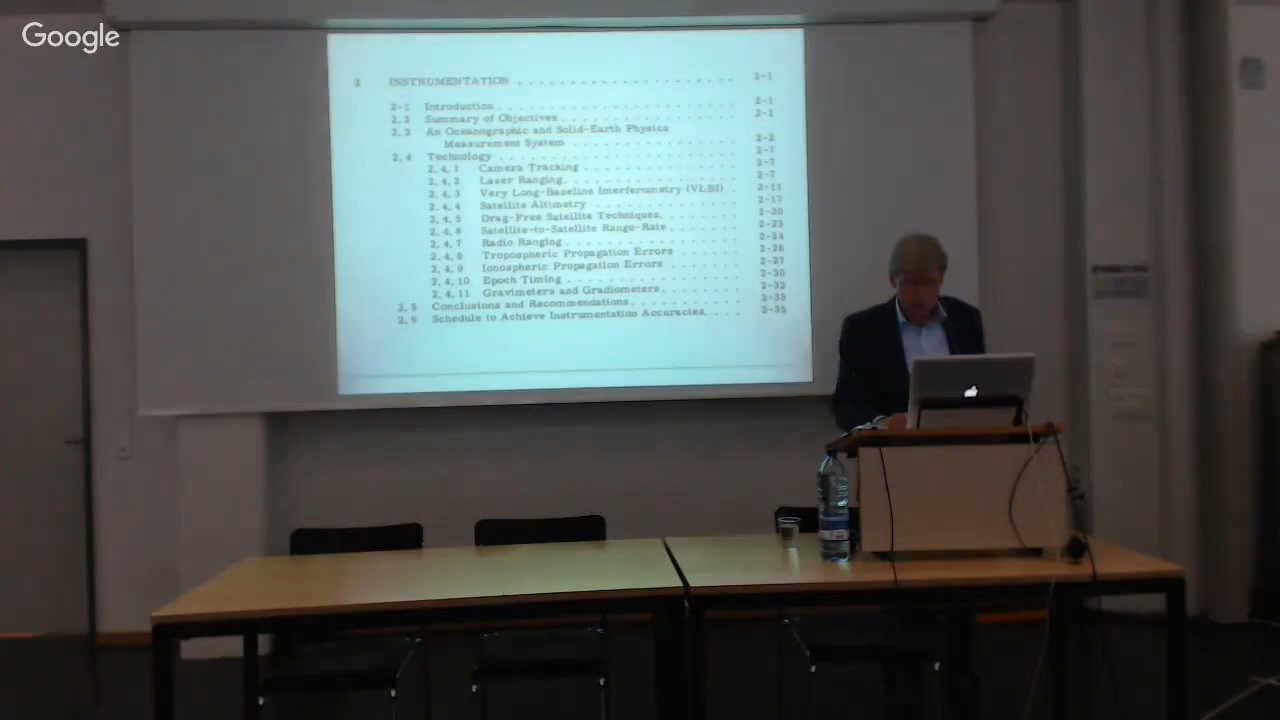 Google
2 INSTRUMENTATION . . . . . . . . . . . . . . . . . . . . 2-1
2-1 Introduction . . . . . . . . . . . . . . . . . . . . 2-1
2.2 Summary of Objectives . . . . . . . . . . . . . . . 2-1
2.3 An Oceanographic and Solid-Earth Physics
Measurement System . . . . . . . . . . . . . . 2-2
2.4 Technology . . . . . . . . . . . . . . . . . . . . 2-7
2.4.1 Camera Tracking . . . . . . . . . . . . . . 2-7
2.4.2 Laser Ranging . . . . . . . . . . . . . . . 2-7
2.4.3 Very Long-Baseline Interferometry (VLBI) . 2-11
2.4.4 Satellite Altimetry . . . . . . . . . . . . . 2-17
2.4.5 Drag-Free Satellite Techniques . . . . . . . 2-20
2.4.6 Satellite-to-Satellite Range-Rate . . . . . . 2-23
2.4.7 Radio Ranging . . . . . . . . . . . . . . . 2-24
2.4.8 Tropospheric Propagation Errors . . . . . . 2-26
2.4.9 Ionospheric Propagation Errors . . . . . . . 2-27
2.4.10 Epoch Timing . . . . . . . . . . . . . . . 2-30
2.4.11 Gravimeters and Gradiometers . . . . . . . 2-32
2.5 Conclusions and Recommendations . . . . . . . . . . 2-33
2.6 Schedule to Achieve Instrumentation Accuracies . . . . 2-35